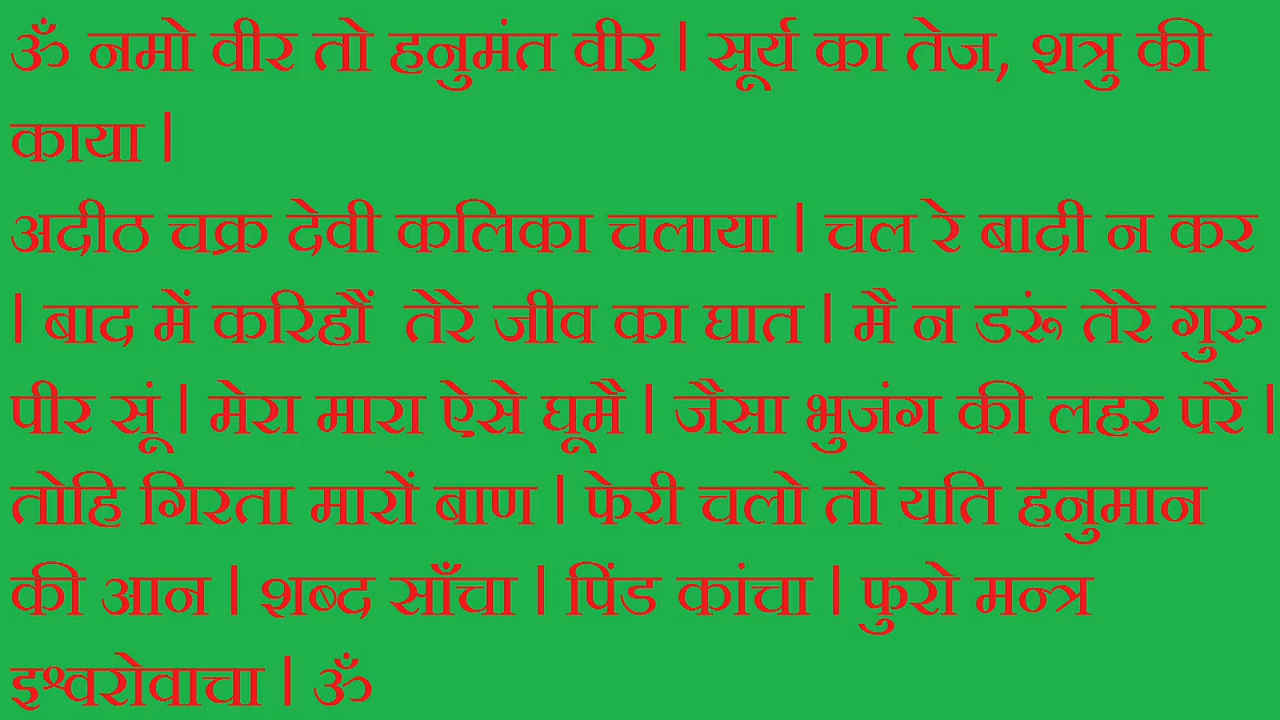 ॐ नमो वीर तो हनुमंत वीर | सूर्य का तेज, शत्रु की
काया |
अदीठ चक्र देवी कलिका चलाया | चल रे बादी न कर
| बाद में करिहौं तेरे जीव का घात | मै न डरूं तेरे गुरु
पीर सूं | मेरा मारा ऐसे घूमै | जैसा भुजंग की लहर परै |
तोहि गिरता मारों बाण | फेरी चलो तो यति हनुमान
की आन | शब्द साँचा | पिंड कांचा | फुरो मन्त्र
इश्वरोवाचा | ॐ